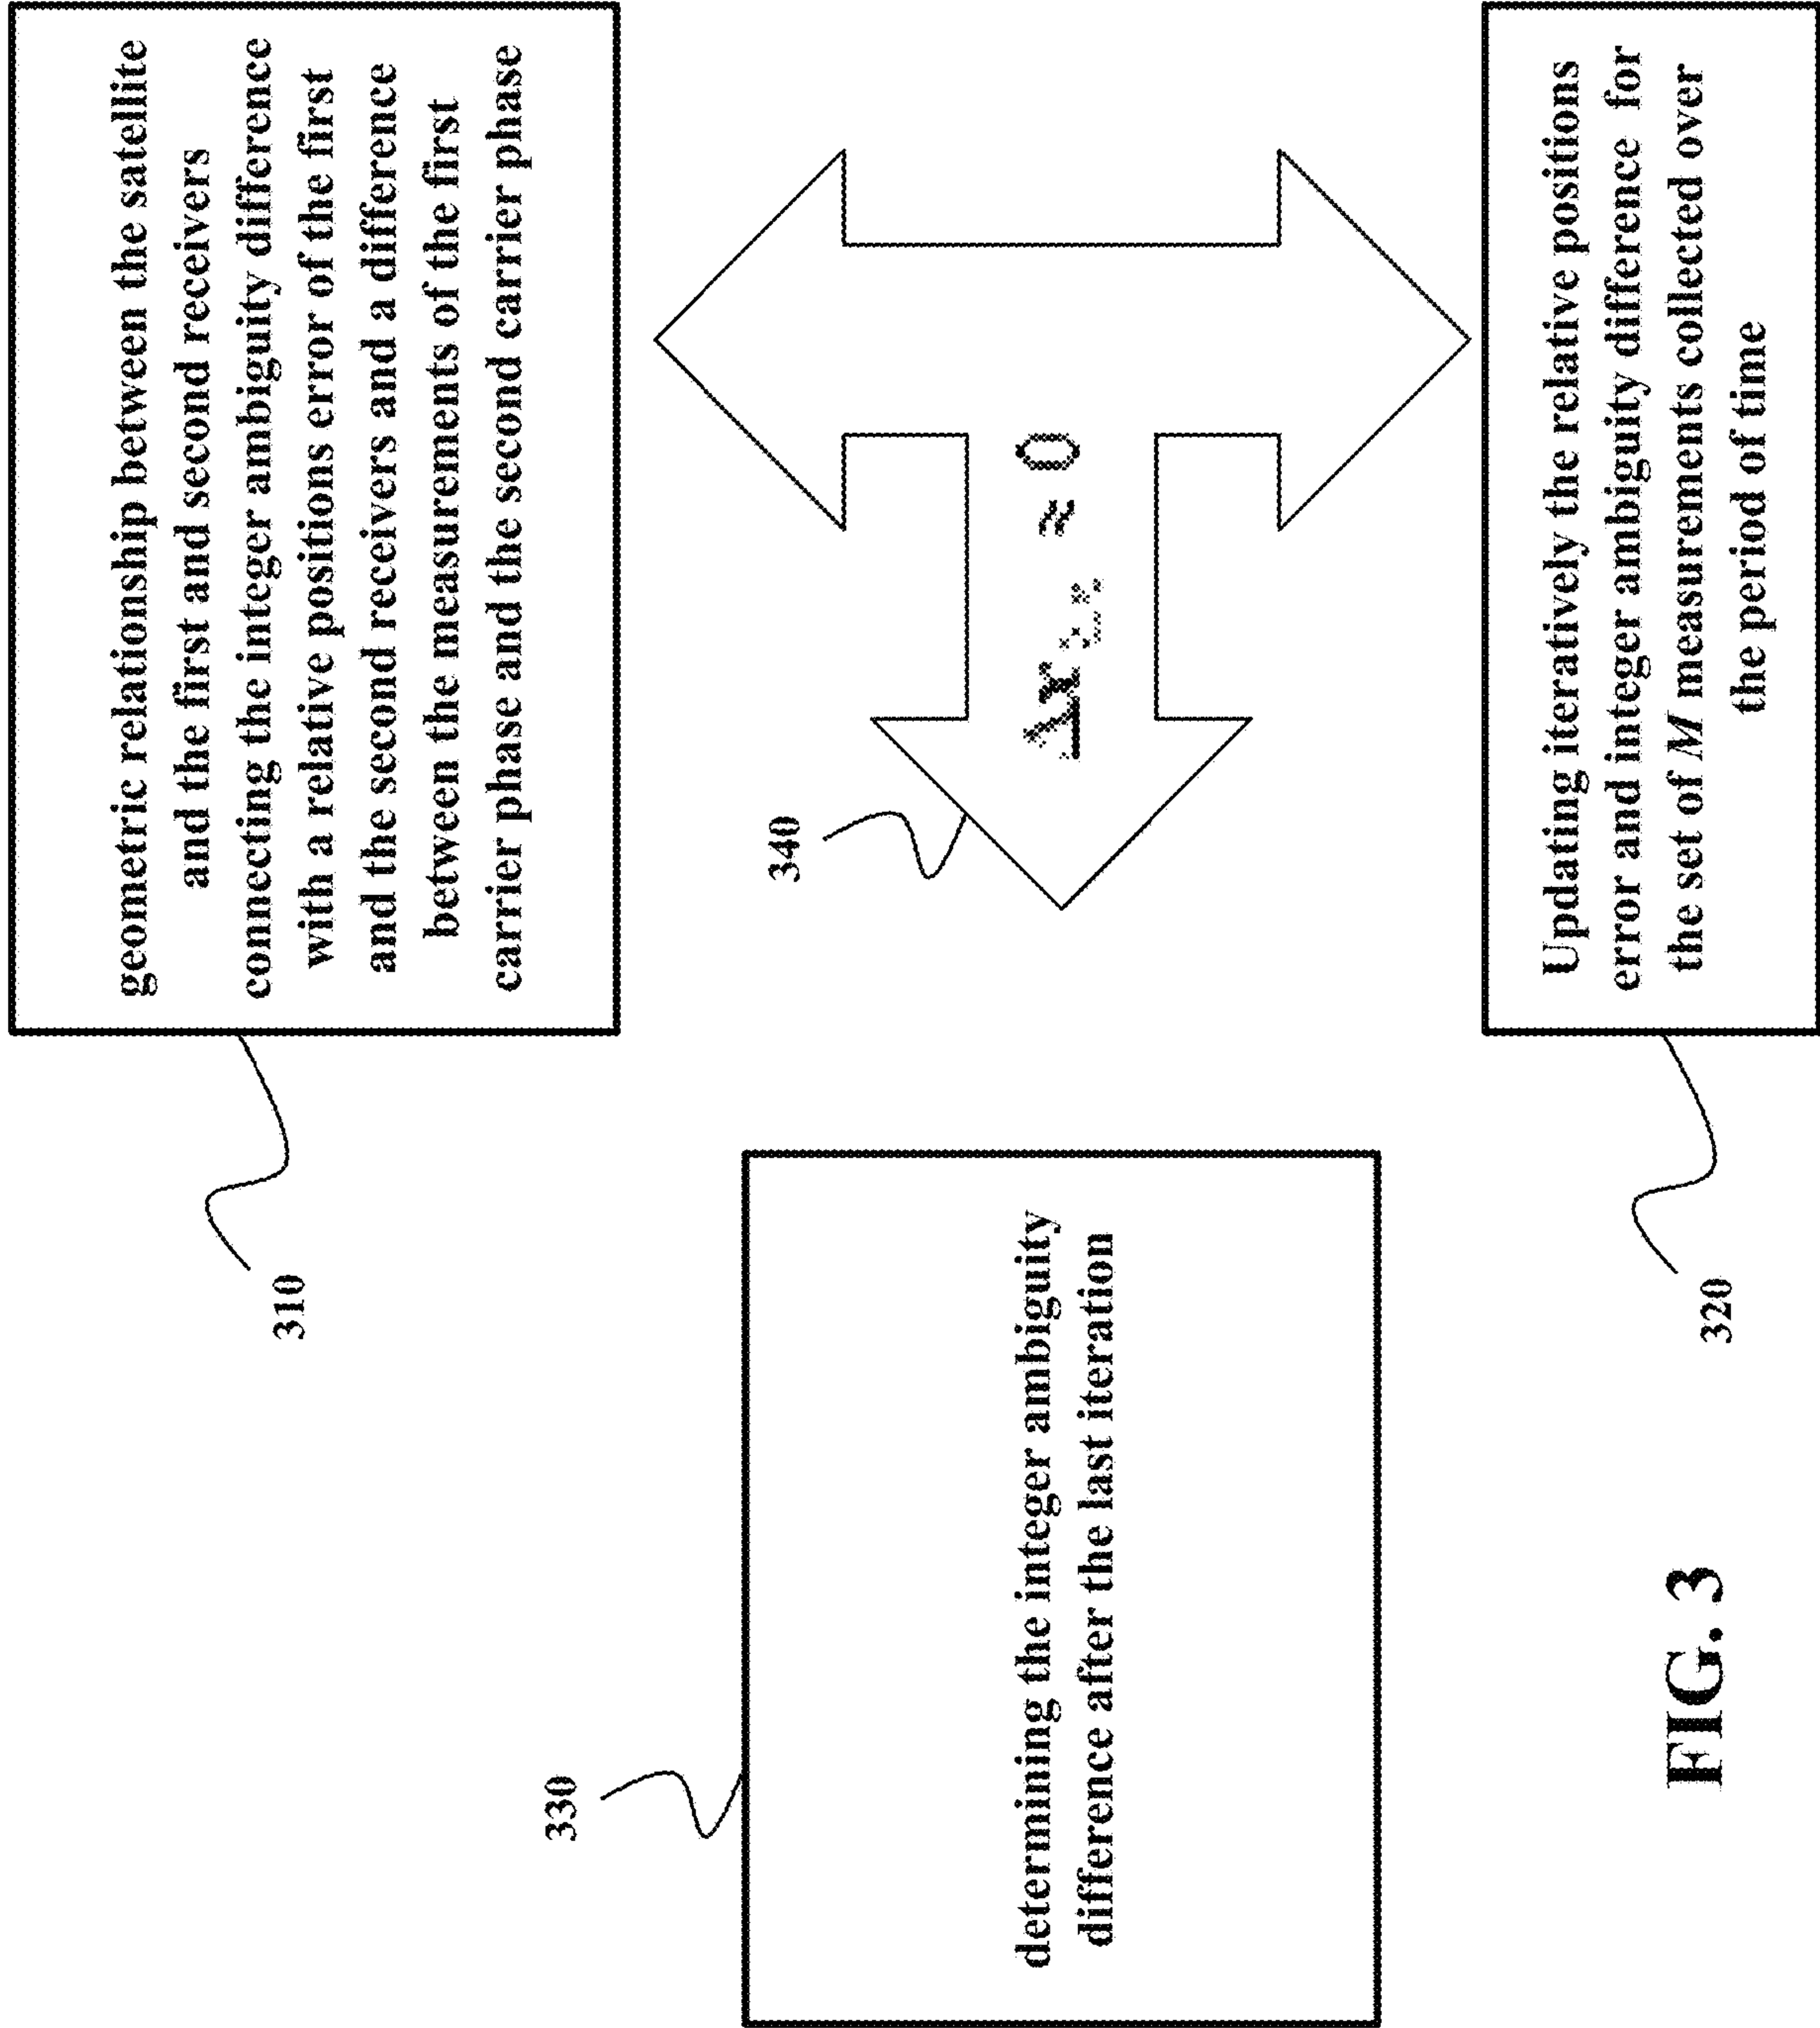 geometric relationship between the satellite
and the first and second receivers
connecting the integer ambiguity difference
with a relative positions error of the first
and the second receivers and a difference
between the measurements of the first
carrier phase and the second carrier phase
310
340
≈ 0
Updating iteratively the relative positions
error and integer ambiguity difference for
the set of M measurements collected over
the period of time
320
330
determining the integer ambiguity
difference after the last iteration
FIG. 3